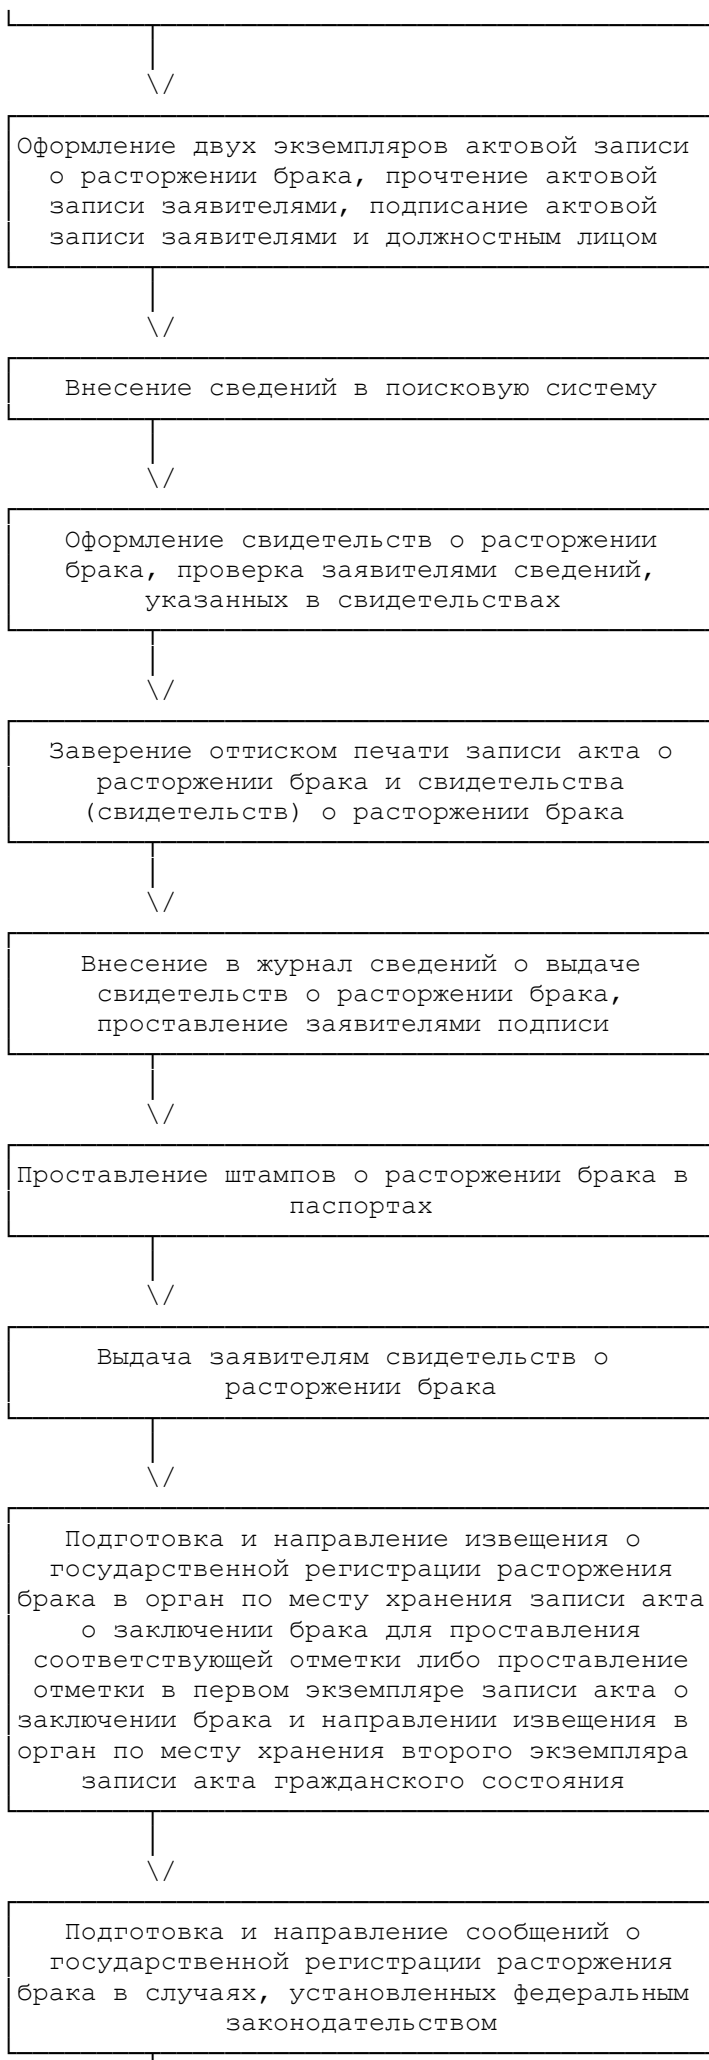 \/
Оформление двух экземпляров актовой записи
о расторжении брака, прочтение актовой
записи заявителями, подписание актовой
записи заявителями и должностным лицом
\/
Внесение сведений в поисковую систему
\/
Оформление свидетельств о расторжении
брака, проверка заявителями сведений,
указанных в свидетельствах
\/
Заверение оттиском печати записи акта о
расторжении брака и свидетельства
(свидетельств) о расторжении брака
\/
Внесение в журнал сведений о выдаче
свидетельств о расторжении брака,
проставление заявителями подписи
\/
Проставление штампов о расторжении брака в
паспортах
\/
Выдача заявителям свидетельств о
расторжении брака
\/
Подготовка и направление извещения о
государственной регистрации расторжения
брака в орган по месту хранения записи акта
о заключении брака для проставления
соответствующей отметки либо проставление
отметки в первом экземпляре записи акта о
заключении брака и направлении извещения в
орган по месту хранения второго экземпляра
записи акта гражданского состояния
\/
Подготовка и направление сообщений о
государственной регистрации расторжения
брака в случаях, установленных федеральным
законодательством